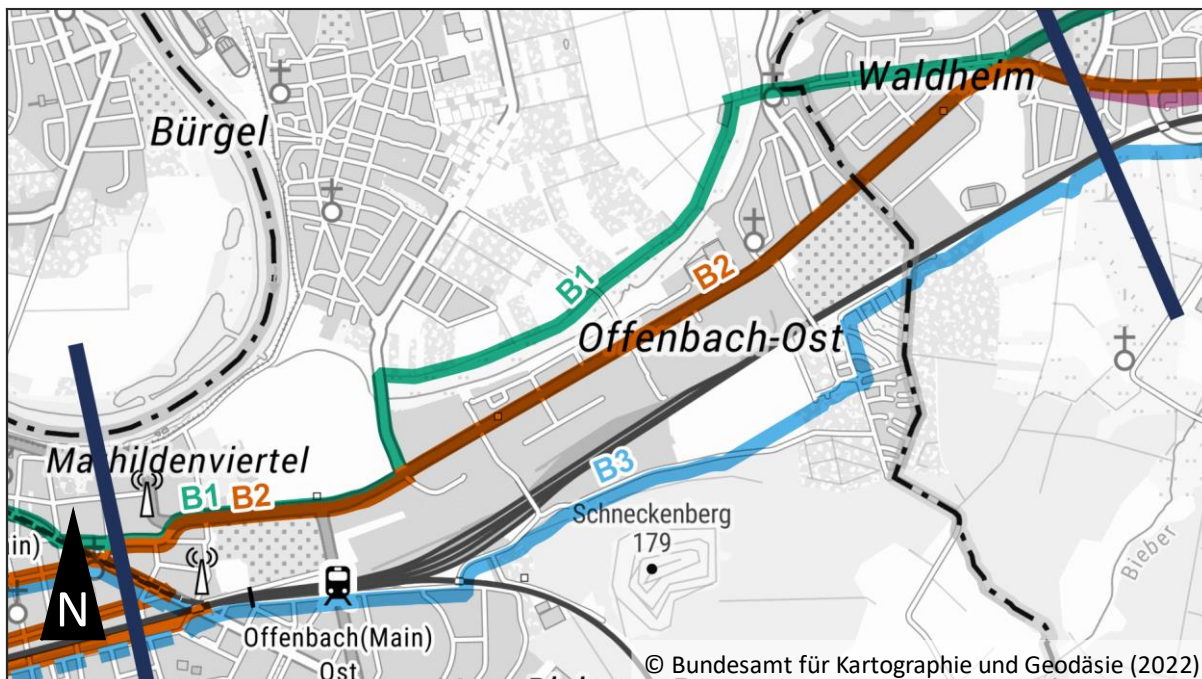 Waldheim
Bürgel
B1
B2
Offenbach-Ost
Mathildenviertel
B1 B2
B3
Schneckenberg
179
Bieber
N
Offenbach(Main)
Ost
© Bundesamt für Kartographie und Geodäsie (2022)